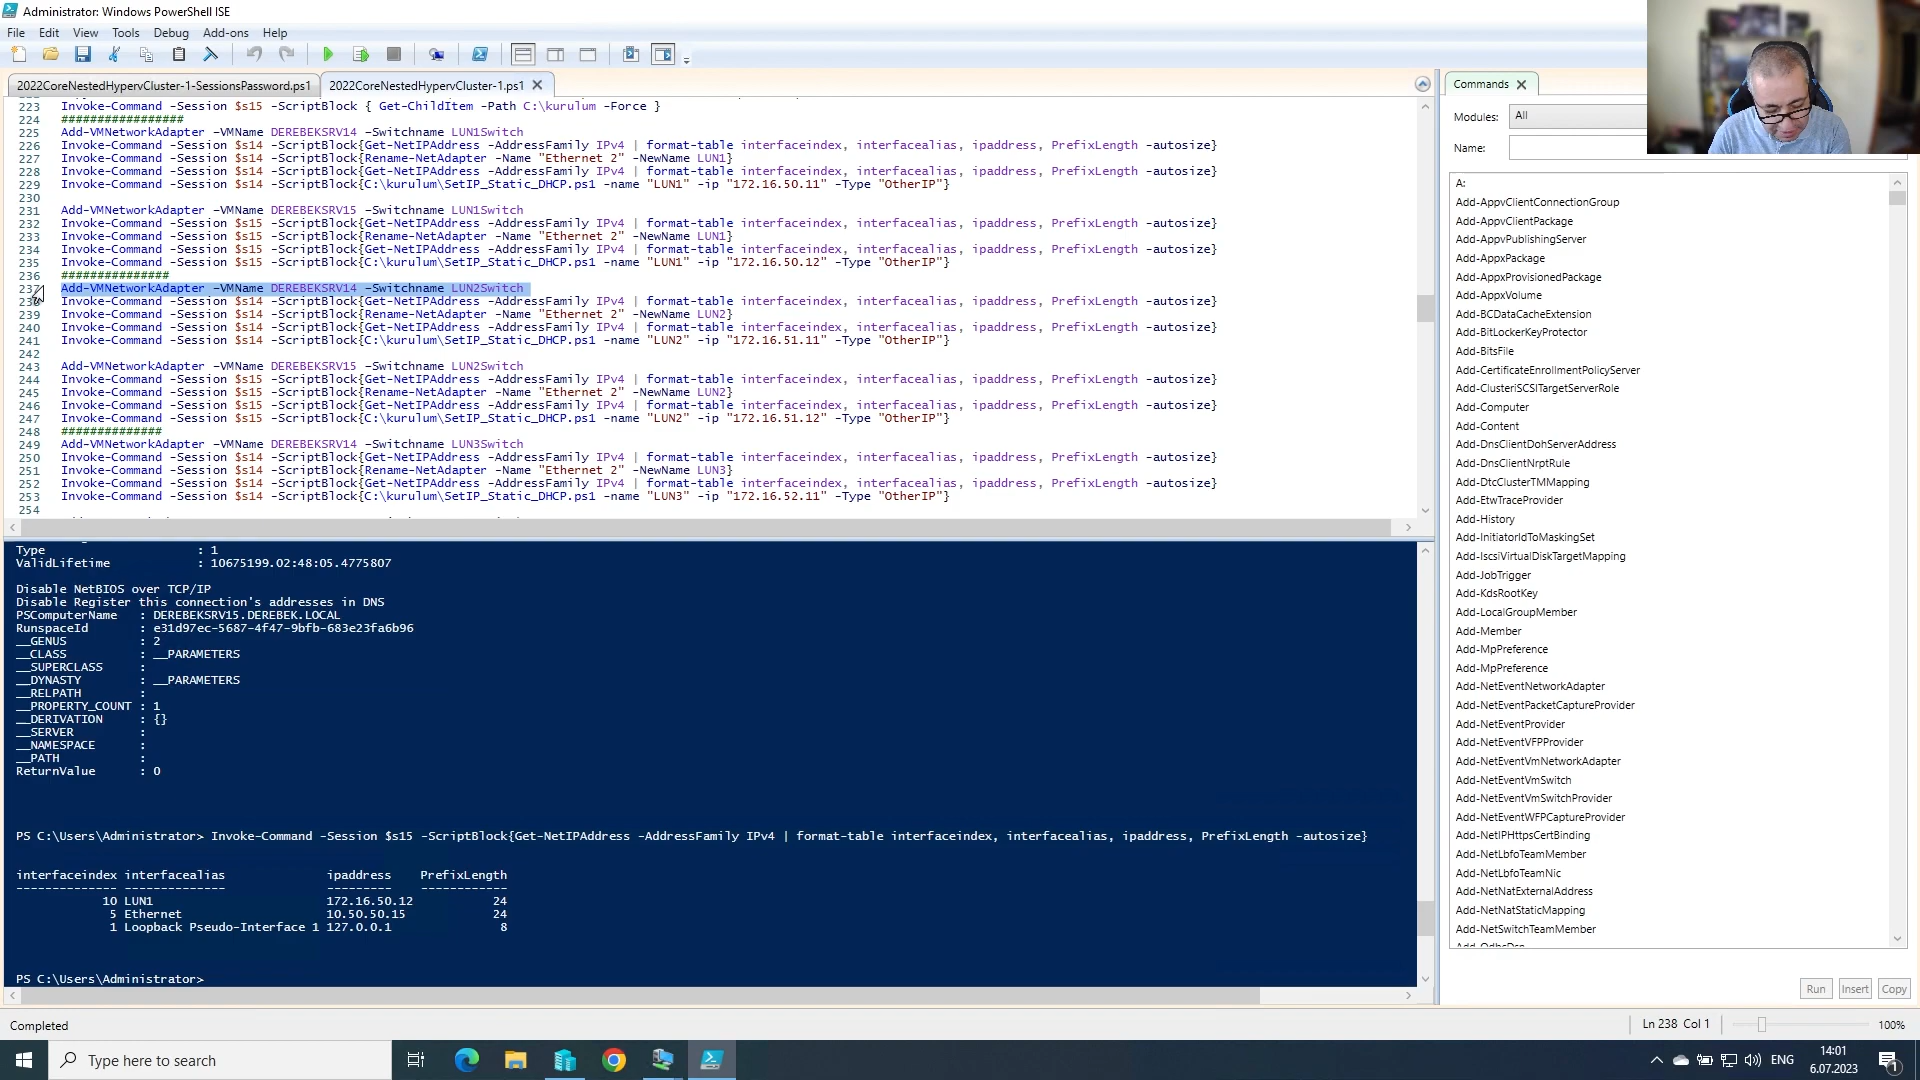 Administrator: Windows PowerShell ISE
File Edit View Tools Debug Add-ons Help
2022CoreNestedHypervCluster-1-SessionsPassword.ps1 2022CoreNestedHypervCluster-1.ps1
223 Invoke-Command -Session $s15 -ScriptBlock { Get-ChildItem -Path C:\kurulum -Force }
224 #################
225 Add-VMNetworkAdapter -VMName DEREBEKSRV14 -Switchname LUN1Switch
226 Invoke-Command -Session $s14 -ScriptBlock{Get-NetIPAddress -AddressFamily IPv4 | format-table interfaceindex, interfacealias, ipaddress, PrefixLength -autosize}
227 Invoke-Command -Session $s14 -ScriptBlock{Rename-NetAdapter -Name "Ethernet 2" -NewName LUN1}
228 Invoke-Command -Session $s14 -ScriptBlock{Get-NetIPAddress -AddressFamily IPv4 | format-table interfaceindex, interfacealias, ipaddress, PrefixLength -autosize}
229 Invoke-Command -Session $s14 -ScriptBlock{C:\kurulum\SetIP_Static_DHCP.ps1 -name "LUN1" -ip "172.16.50.11" -Type "OtherIP"}
230
231 Add-VMNetworkAdapter -VMName DEREBEKSRV15 -Switchname LUN1Switch
232 Invoke-Command -Session $s15 -ScriptBlock{Get-NetIPAddress -AddressFamily IPv4 | format-table interfaceindex, interfacealias, ipaddress, PrefixLength -autosize}
233 Invoke-Command -Session $s15 -ScriptBlock{Rename-NetAdapter -Name "Ethernet 2" -NewName LUN1}
234 Invoke-Command -Session $s15 -ScriptBlock{Get-NetIPAddress -AddressFamily IPv4 | format-table interfaceindex, interfacealias, ipaddress, PrefixLength -autosize}
235 Invoke-Command -Session $s15 -ScriptBlock{C:\kurulum\SetIP_Static_DHCP.ps1 -name "LUN1" -ip "172.16.50.12" -Type "OtherIP"}
236 ###############
237 Add-VMNetworkAdapter -VMName DEREBEKSRV14 -Switchname LUN2Switch
238 Invoke-Command -Session $s14 -ScriptBlock{Get-NetIPAddress -AddressFamily IPv4 | format-table interfaceindex, interfacealias, ipaddress, PrefixLength -autosize}
239 Invoke-Command -Session $s14 -ScriptBlock{Rename-NetAdapter -Name "Ethernet 2" -NewName LUN2}
240 Invoke-Command -Session $s14 -ScriptBlock{Get-NetIPAddress -AddressFamily IPv4 | format-table interfaceindex, interfacealias, ipaddress, PrefixLength -autosize}
241 Invoke-Command -Session $s14 -ScriptBlock{C:\kurulum\SetIP_Static_DHCP.ps1 -name "LUN2" -ip "172.16.51.11" -Type "OtherIP"}
242
243 Add-VMNetworkAdapter -VMName DEREBEKSRV15 -Switchname LUN2Switch
244 Invoke-Command -Session $s15 -ScriptBlock{Get-NetIPAddress -AddressFamily IPv4 | format-table interfaceindex, interfacealias, ipaddress, PrefixLength -autosize}
245 Invoke-Command -Session $s15 -ScriptBlock{Rename-NetAdapter -Name "Ethernet 2" -NewName LUN2}
246 Invoke-Command -Session $s15 -ScriptBlock{Get-NetIPAddress -AddressFamily IPv4 | format-table interfaceindex, interfacealias, ipaddress, PrefixLength -autosize}
247 Invoke-Command -Session $s15 -ScriptBlock{C:\kurulum\SetIP_Static_DHCP.ps1 -name "LUN2" -ip "172.16.51.12" -Type "OtherIP"}
248 ##############
249 Add-VMNetworkAdapter -VMName DEREBEKSRV14 -Switchname LUN3Switch
250 Invoke-Command -Session $s14 -ScriptBlock{Get-NetIPAddress -AddressFamily IPv4 | format-table interfaceindex, interfacealias, ipaddress, PrefixLength -autosize}
251 Invoke-Command -Session $s14 -ScriptBlock{Rename-NetAdapter -Name "Ethernet 2" -NewName LUN3}
252 Invoke-Command -Session $s14 -ScriptBlock{Get-NetIPAddress -AddressFamily IPv4 | format-table interfaceindex, interfacealias, ipaddress, PrefixLength -autosize}
253 Invoke-Command -Session $s14 -ScriptBlock{C:\kurulum\SetIP_Static_DHCP.ps1 -name "LUN3" -ip "172.16.52.11" -Type "OtherIP"}
254
Type : 1
ValidLifetime : 10675199.02:48:05.4775807
Disable NetBIOS over TCP/IP
Disable Register this connection's addresses in DNS
PSComputerName : DEREBEKSRV15.DEREBEK.LOCAL
RunspaceId : e31d97ec-5687-4f47-9bfb-683e23fa6b96
__GENUS : 2
__CLASS : __PARAMETERS
__SUPERCLASS :
__DYNASTY : __PARAMETERS
__RELPATH :
__PROPERTY_COUNT : 1
__DERIVATION : {}
__SERVER :
__NAMESPACE :
__PATH :
ReturnValue : 0
PS C:\Users\Administrator> Invoke-Command -Session $s15 -ScriptBlock{Get-NetIPAddress -AddressFamily IPv4 | format-table interfaceindex, interfacealias, ipaddress, PrefixLength -autosize}
interfaceindex interfacealias ipaddress PrefixLength
-------------- -------------- --------- ------------
10 LUN1 172.16.50.12 24
5 Ethernet 10.50.50.15 24
1 Loopback Pseudo-Interface 1 127.0.0.1 8
PS C:\Users\Administrator>
Completed
Ln 238 Col 1
100%
Commands
Modules: All
Name:
A:
Add-AppvClientConnectionGroup
Add-AppvClientPackage
Add-AppvPublishingServer
Add-AppxPackage
Add-AppxProvisionedPackage
Add-AppxVolume
Add-BCDataCacheExtension
Add-BitLockerKeyProtector
Add-BitsFile
Add-CertificateEnrollmentPolicyServer
Add-ClusteriSCSITargetServerRole
Add-Computer
Add-Content
Add-DnsClientDohServerAddress
Add-DnsClientNrptRule
Add-DtcClusterTMMapping
Add-EtwTraceProvider
Add-History
Add-InitiatorIdToMaskingSet
Add-IscsiVirtualDiskTargetMapping
Add-JobTrigger
Add-KdsRootKey
Add-LocalGroupMember
Add-Member
Add-MpPreference
Add-MpPreference
Add-NetEventNetworkAdapter
Add-NetEventPacketCaptureProvider
Add-NetEventProvider
Add-NetEventVFPProvider
Add-NetEventVmNetworkAdapter
Add-NetEventVmSwitch
Add-NetEventVmSwitchProvider
Add-NetEventWFPCaptureProvider
Add-NetIPHttpsCertBinding
Add-NetLbfoTeamMember
Add-NetLbfoTeamNic
Add-NetNatExternalAddress
Add-NetNatStaticMapping
Add-NetSwitchTeamMember
Run Insert Copy
Type here to search
ENG
14:01
6.07.2023
1